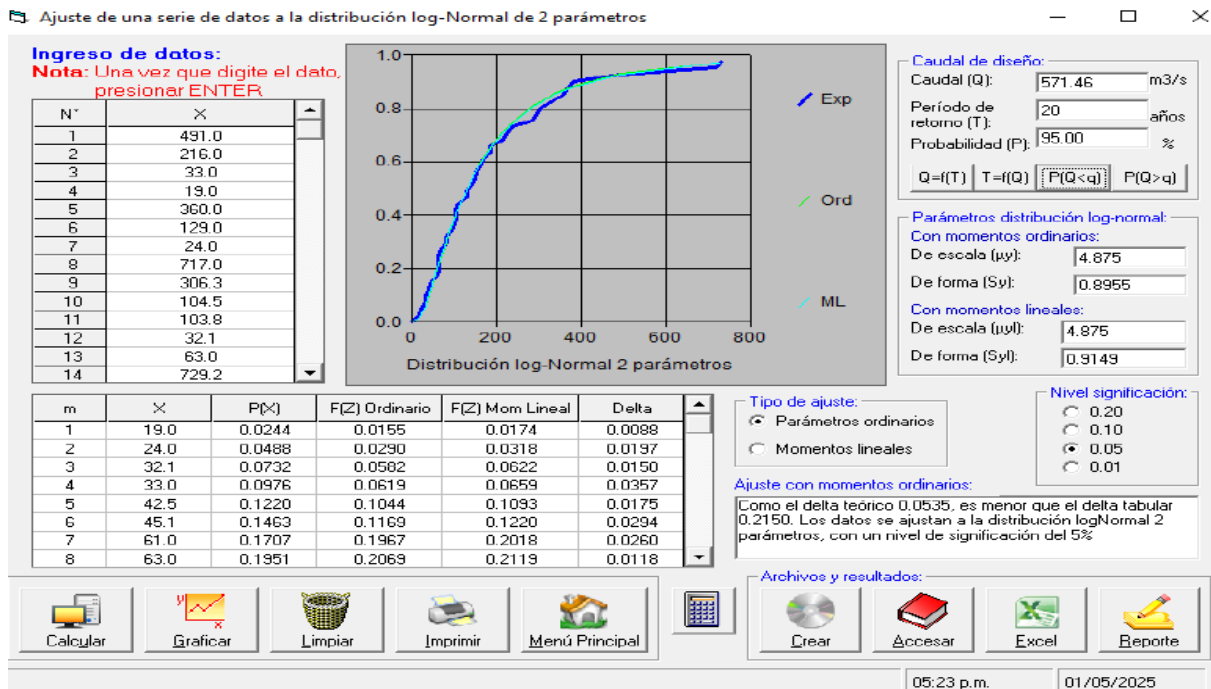 Ajuste de una serie de datos a la distribución log-Normal de 2 parámetros
Ingreso de datos:
Nota: Una vez que digite el dato,
presionar ENTER
N° X
1 491.0
2 216.0
3 33.0
4 19.0
5 360.0
6 129.0
7 24.0
8 717.0
9 306.3
10 104.5
11 103.8
12 32.1
13 63.0
14 729.2
1.0
0.8
0.6
0.4
0.2
0.0
0 200 400 600 800
Distribución log-Normal 2 parámetros
Exp
Ord
ML
Caudal de diseño:
Caudal (Q): 571.46 m3/s
Período de
retorno (T): 20 años
Probabilidad (P): 95.00 %
Q=f(T) T=f(Q) P(Q<q) P(Q>q)
Parámetros distribución log-normal:
Con momentos ordinarios:
De escala (µy): 4.875
De forma (Sy): 0.8955
Con momentos lineales:
De escala (µyl): 4.875
De forma (Syl): 0.9149
m X P(X) F(Z) Ordinario F(Z) Mom Lineal Delta
1 19.0 0.0244 0.0155 0.0174 0.0088
2 24.0 0.0488 0.0290 0.0318 0.0197
3 32.1 0.0732 0.0582 0.0622 0.0150
4 33.0 0.0976 0.0619 0.0659 0.0357
5 42.5 0.1220 0.1044 0.1093 0.0175
6 45.1 0.1463 0.1169 0.1220 0.0294
7 61.0 0.1707 0.1967 0.2018 0.0260
8 63.0 0.1951 0.2069 0.2119 0.0118
Tipo de ajuste:
Parámetros ordinarios
Momentos lineales
Nivel significación:
0.20
0.10
0.05
0.01
Ajuste con momentos ordinarios:
Como el delta teórico 0.0535, es menor que el delta tabular
0.2150. Los datos se ajustan a la distribución logNormal 2
parámetros, con un nivel de significación del 5%
Archivos y resultados:
Calcular Graficar Limpiar Imprimir Menú Principal Crear Accesar Excel Reporte
05:23 p.m. 01/05/2025